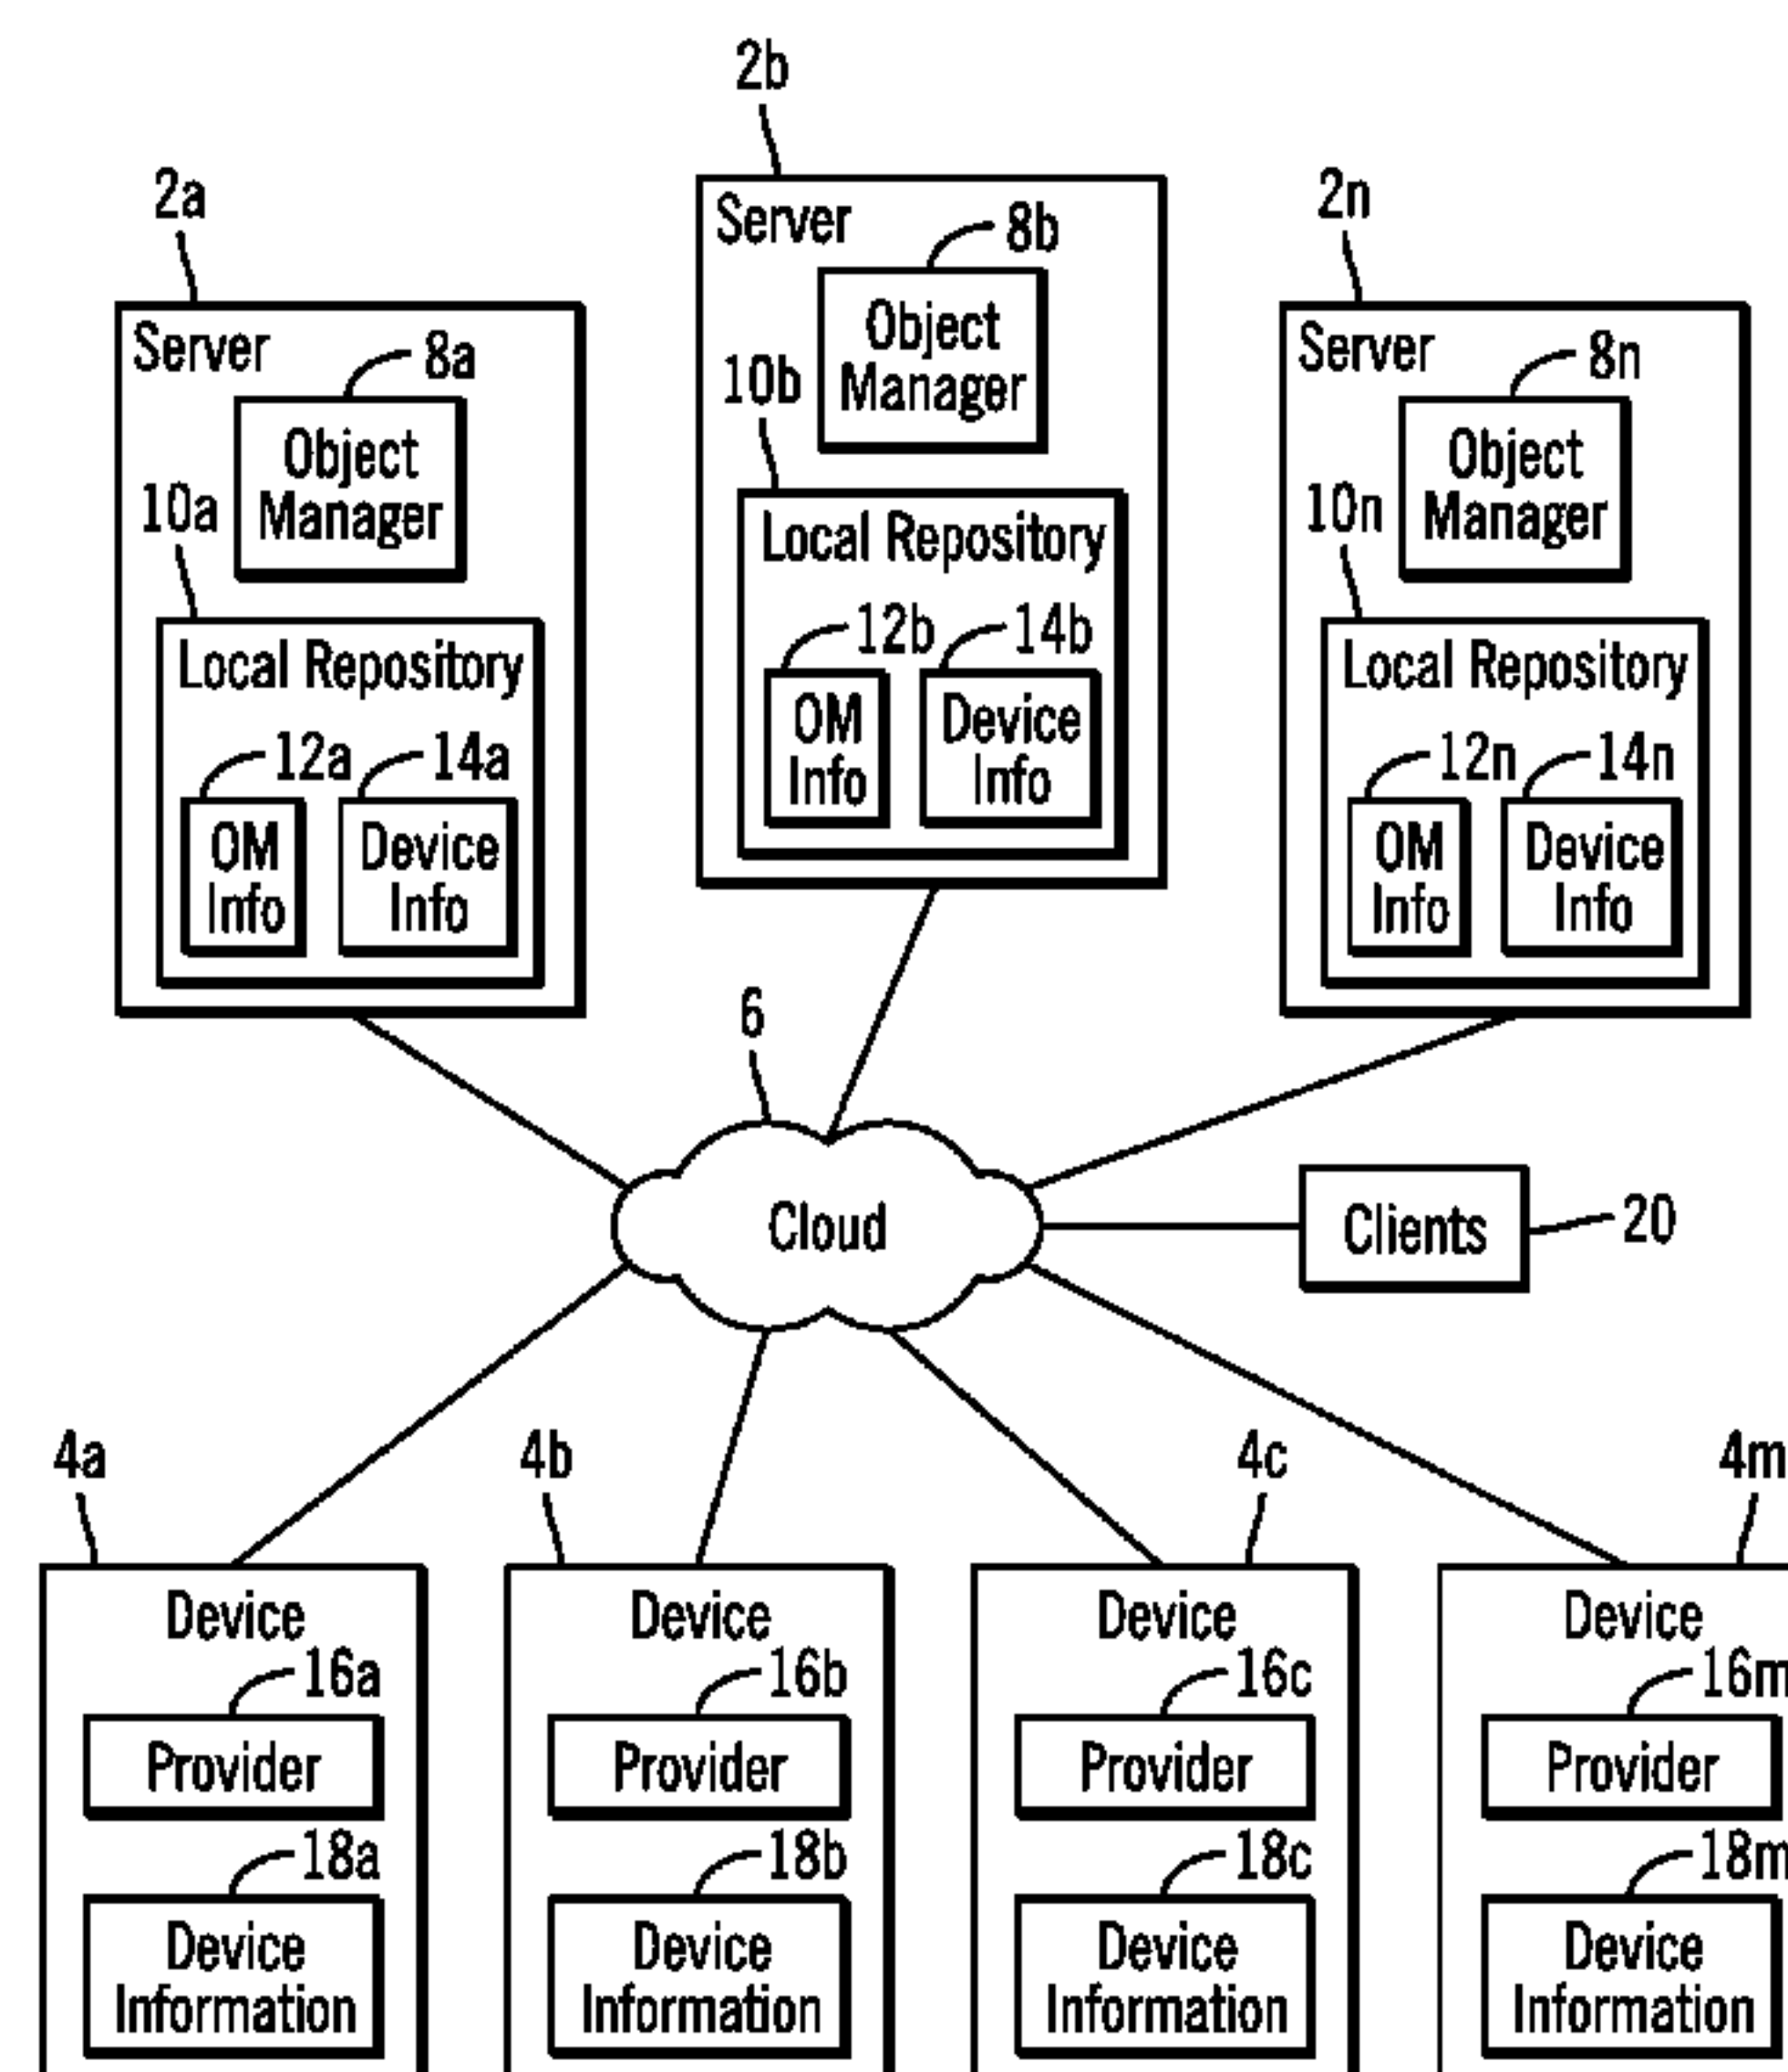 2b
2a
2n
Server
8b
Object
Manager
10b
Local Repository
12b
14b
OM
Info
Device
Info
Server
8a
Object
Manager
10a
Local Repository
12a
14a
OM
Info
Device
Info
Server
8n
Object
Manager
10n
Local Repository
12n
14n
OM
Info
Device
Info
6
Cloud
Clients
20
4a
4b
4c
4m
Device
16a
Provider
18a
Device
Information
Device
16b
Provider
18b
Device
Information
Device
16c
Provider
18c
Device
Information
Device
16m
Provider
18m
Device
Information